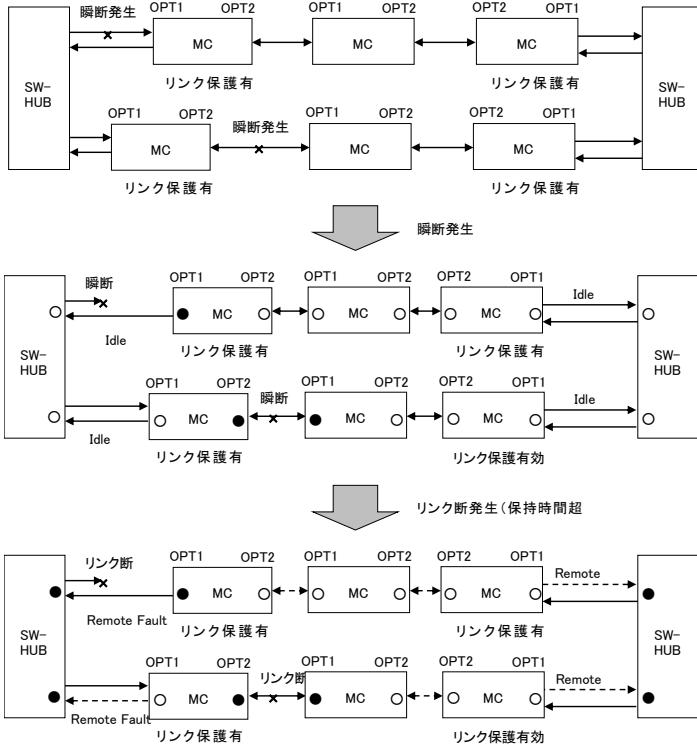 瞬断発生
OPT1 OPT2 OPT1 OPT2 OPT2 OPT1
MC MC MC
リンク保護有 リンク保護有
SW-
HUB
SW-
HUB
OPT1 OPT2 瞬断発生 OPT1 OPT2 OPT2 OPT1
MC MC MC
リンク保護有 リンク保護有
瞬断発生
瞬断 OPT1 OPT2 OPT1 OPT2 OPT2 OPT1 Idle
MC MC MC
Idle
リンク保護有 リンク保護有
SW-
HUB
SW-
HUB
OPT1 OPT2 瞬断 OPT1 OPT2 OPT2 OPT1 Idle
MC MC MC
Idle
リンク保護有 リンク保護有効
リンク断発生(保持時間超
リンク断 OPT1 OPT2 OPT1 OPT2 OPT2 OPT1 Remote
MC MC MC
Remote Fault
リンク保護有 リンク保護有
SW-
HUB
SW-
HUB
OPT1 OPT2 リンク断 OPT1 OPT2 OPT2 OPT1 Remote
MC MC MC
Remote Fault
リンク保護有 リンク保護有効